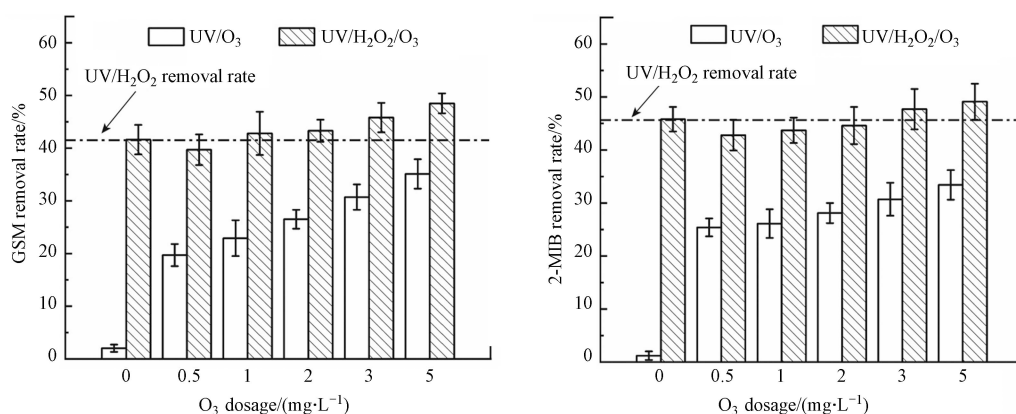 60
50
40
30
20
10
0
GSM removal rate/%
UV/O₃
UV/H₂O₂/O₃
UV/H₂O₂ removal rate
0 0.5 1 2 3 5
O₃ dosage/(mg·L⁻¹)
60
50
40
30
20
10
0
2-MIB removal rate/%
UV/O₃
UV/H₂O₂/O₃
UV/H₂O₂ removal rate
0 0.5 1 2 3 5
O₃ dosage/(mg·L⁻¹)